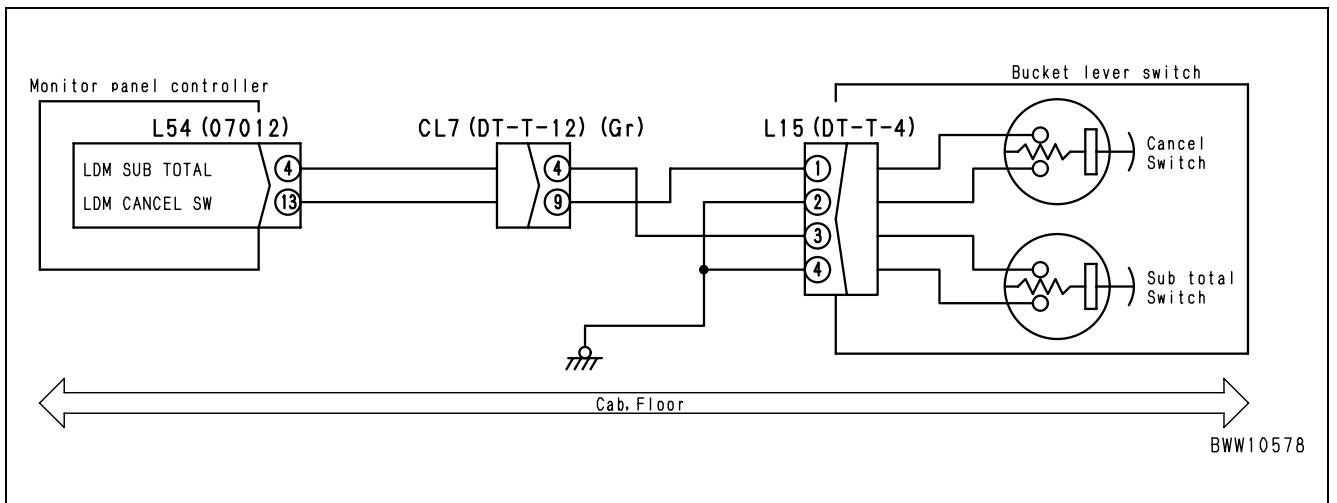 Monitor panel controller
Bucket lever switch
L54 (07012)
CL7 (DT-T-12) (Gr)
L15 (DT-T-4)
LDM SUB TOTAL
4
4
1
Cancel
Switch
LDM CANCEL SW
13
9
2
3
4
Sub total
Switch
Cab, Floor
BWW10578